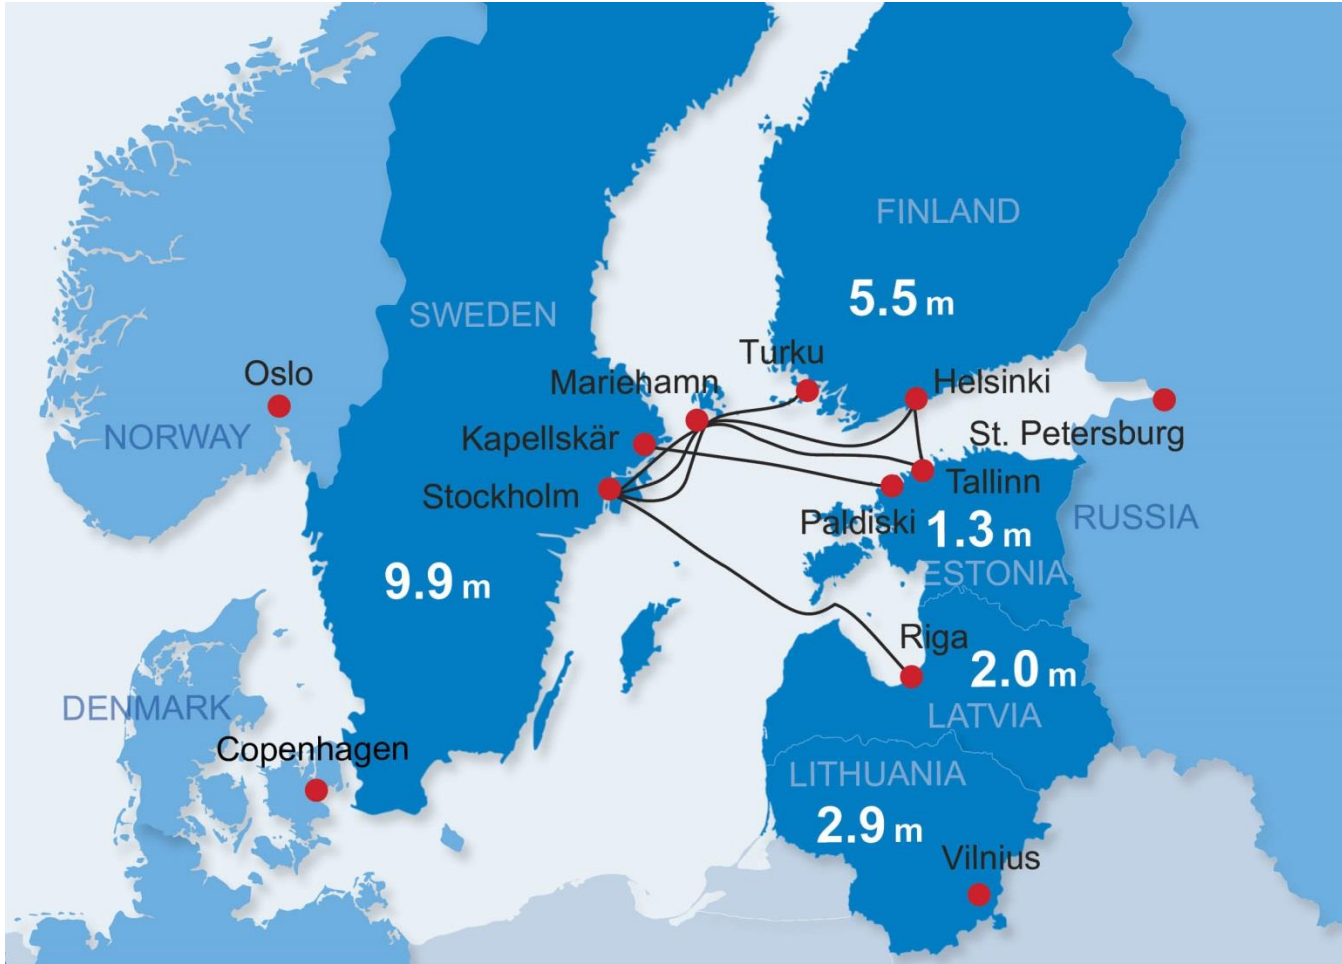 FINLAND
5.5 m
SWEDEN
Turku
Oslo
Mariehamn
Helsinki
NORWAY
Kapellskär
St. Petersburg
Stockholm
Tallinn
Paldiski
1.3 m
RUSSIA
9.9 m
ESTONIA
Riga
2.0 m
DENMARK
LATVIA
Copenhagen
LITHUANIA
2.9 m
Vilnius